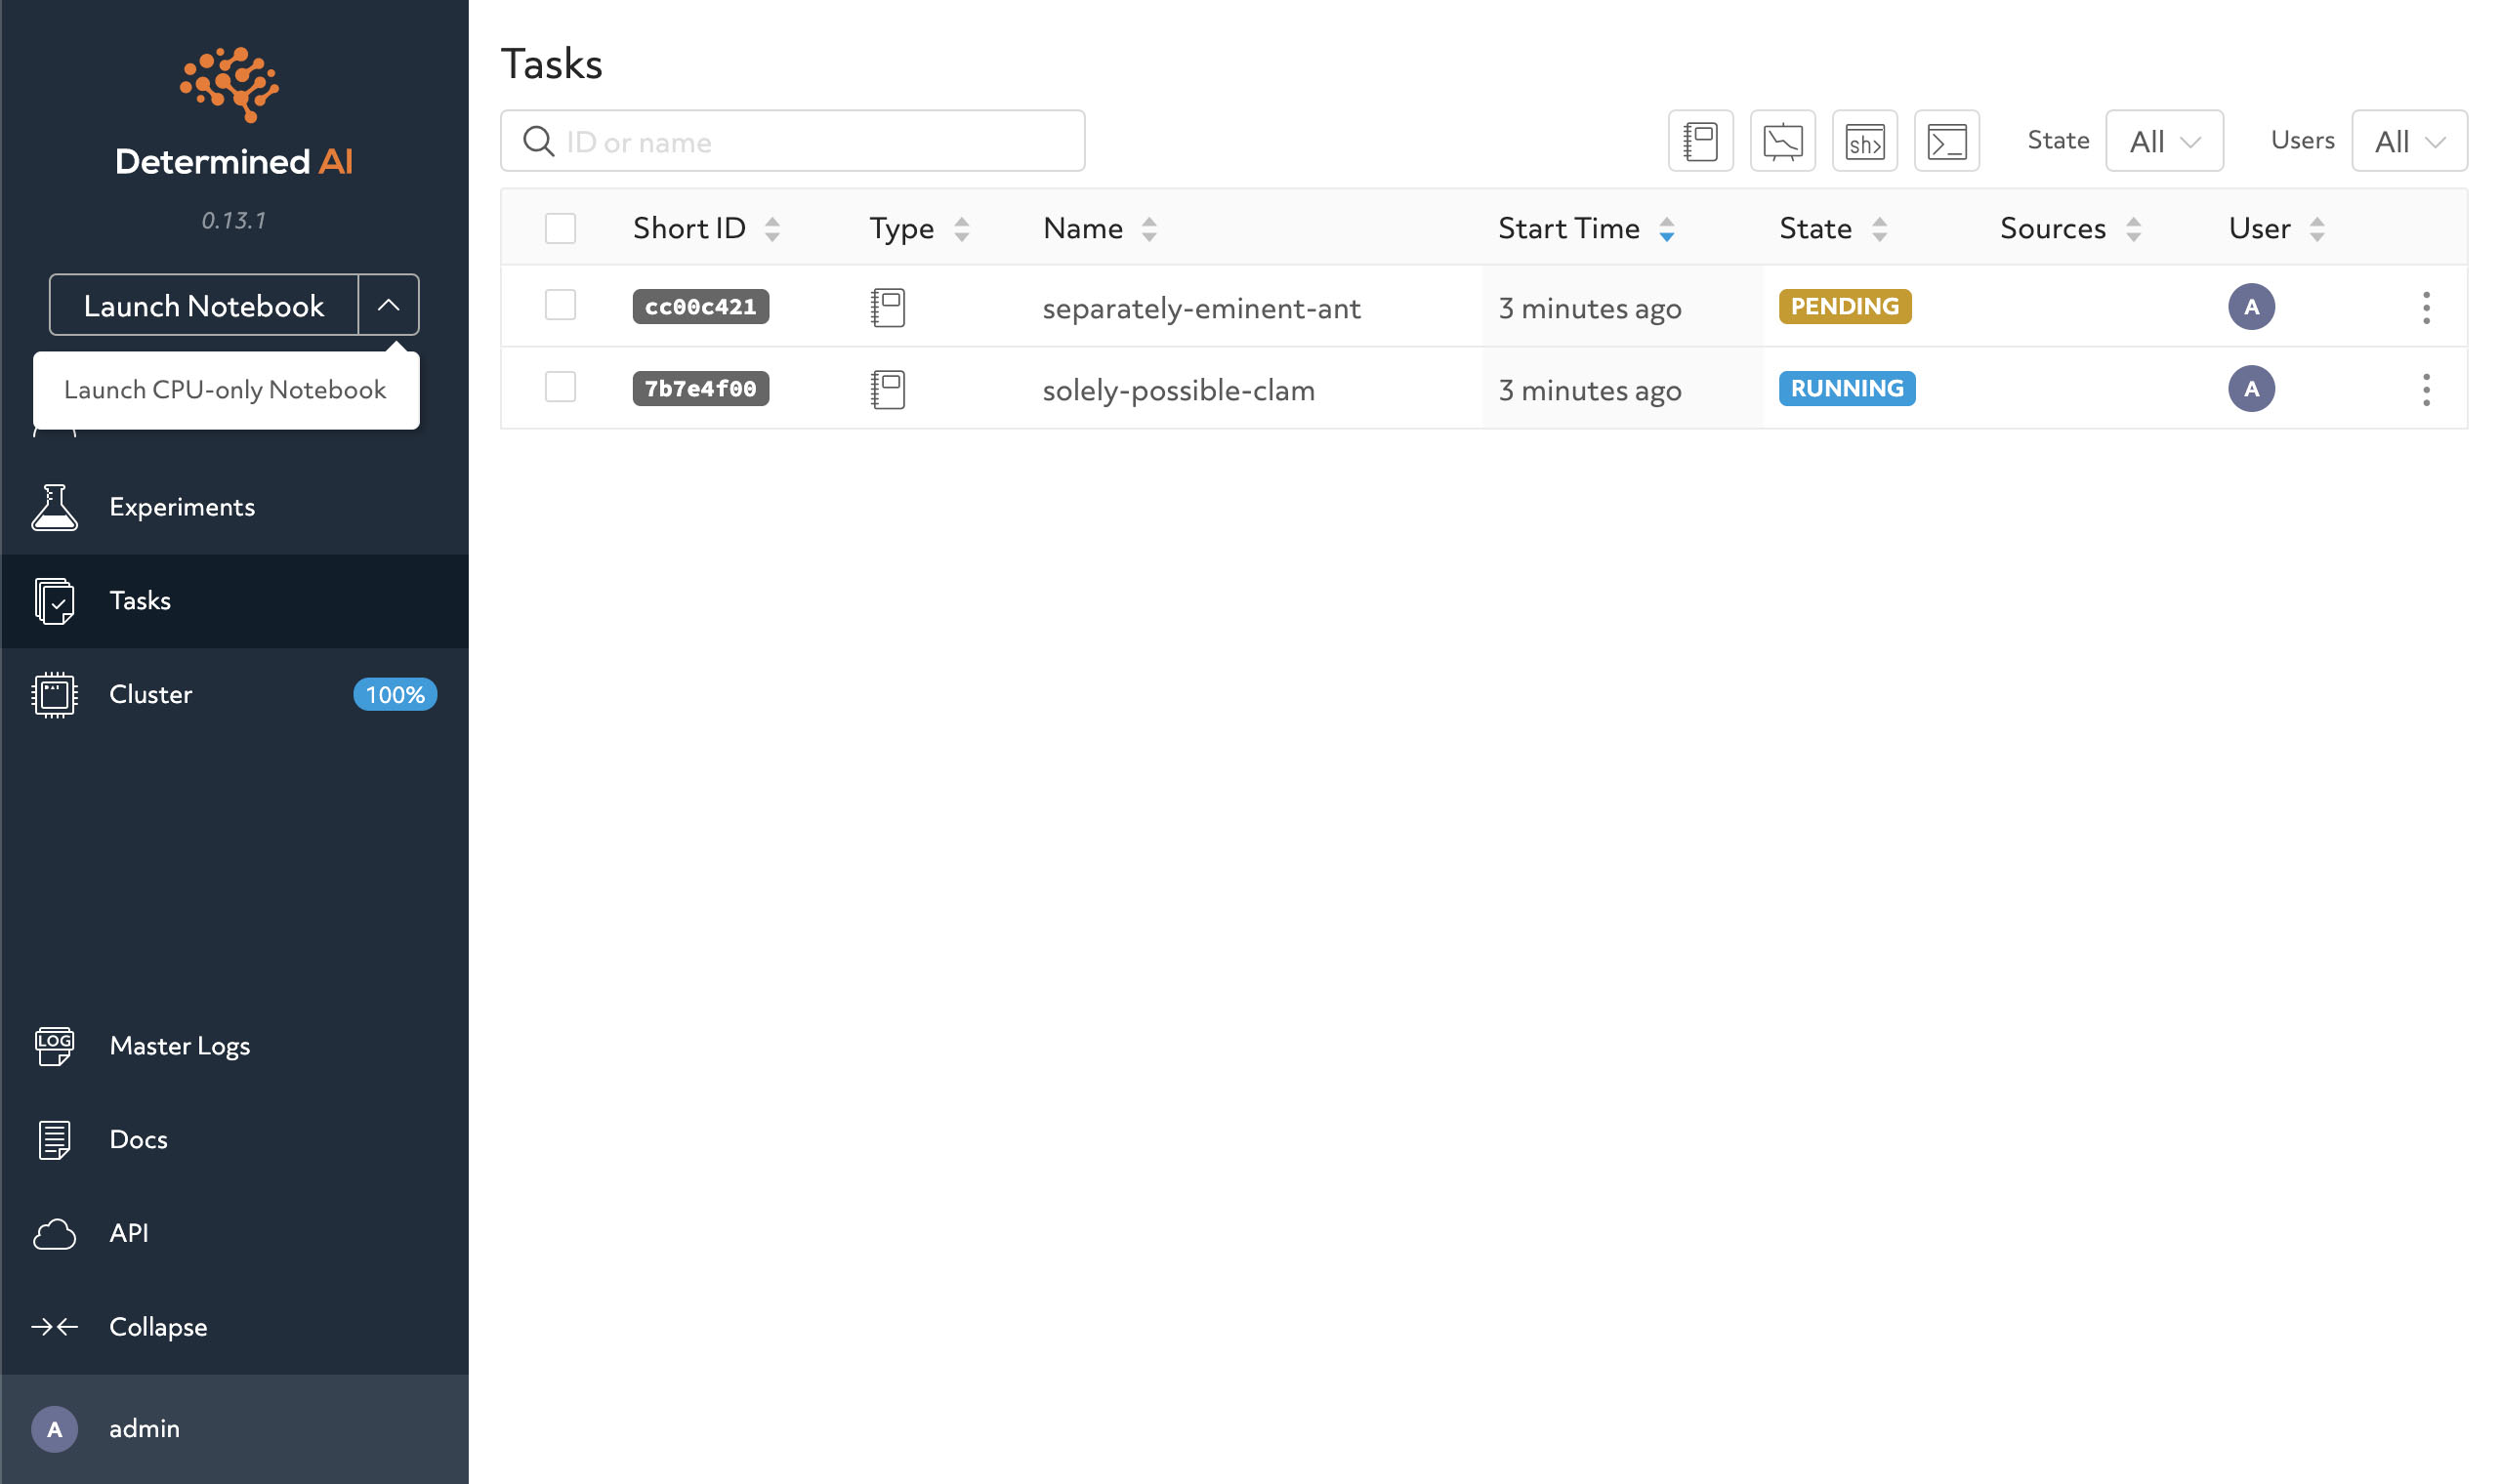 Determined AI
0.13.1
Launch Notebook
Launch CPU-only Notebook
Experiments
Tasks
Cluster 100%
LOG Master Logs
Docs
API
Collapse
A admin
Tasks
ID or name
sh>
>_
State All
Users All
Short ID Type Name Start Time State Sources User
cc00c421 separately-eminent-ant 3 minutes ago PENDING A
7b7e4f00 solely-possible-clam 3 minutes ago RUNNING A